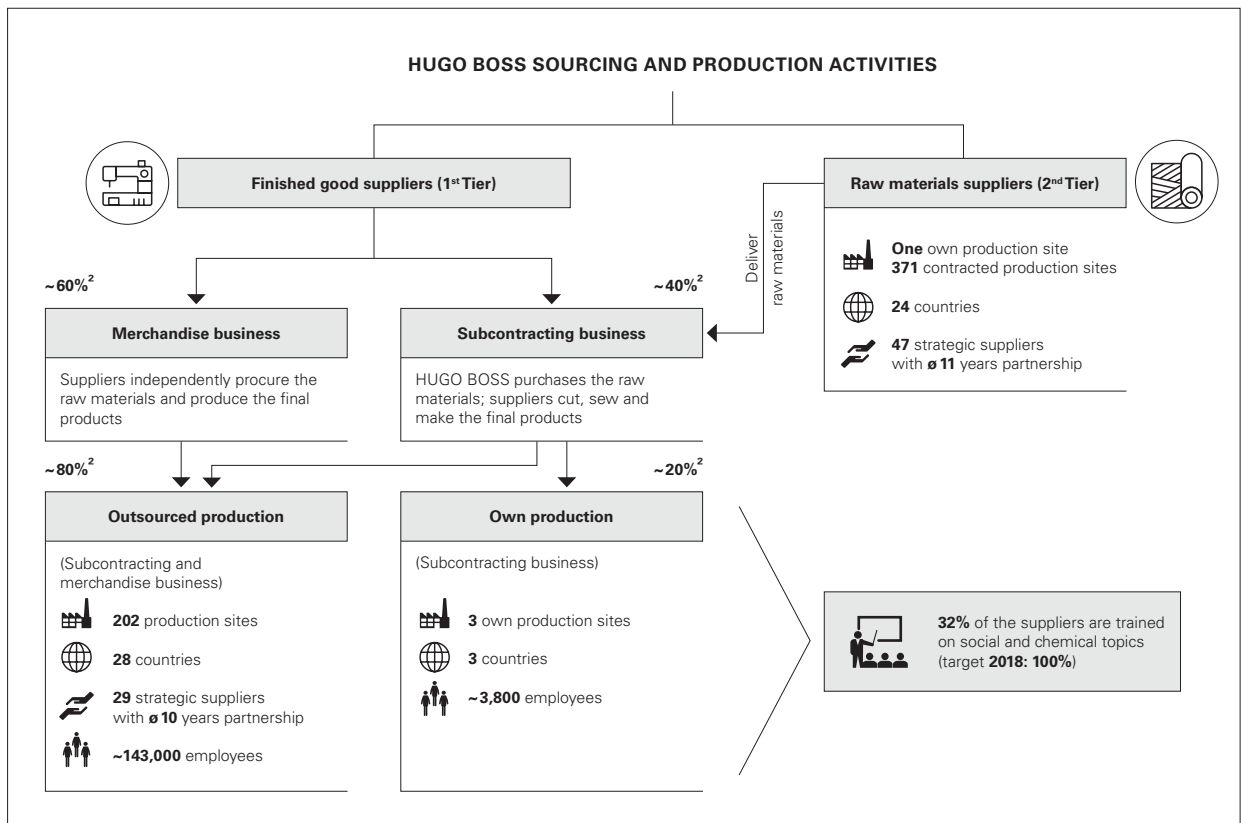 HUGO BOSS SOURCING AND PRODUCTION ACTIVITIES
Finished good suppliers (1st Tier)
Raw materials suppliers (2nd Tier)
Deliver
raw materials
One own production site
371 contracted production sites
24 countries
47 strategic suppliers
with ø 11 years partnership
~60%²
~40%²
Merchandise business
Subcontracting business
Suppliers independently procure the
raw materials and produce the final
products
HUGO BOSS purchases the raw
materials; suppliers cut, sew and
make the final products
~80%²
~20%²
Outsourced production
Own production
(Subcontracting and
merchandise business)
202 production sites
28 countries
29 strategic suppliers
with ø 10 years partnership
~143,000 employees
(Subcontracting business)
3 own production sites
3 countries
~3,800 employees
32% of the suppliers are trained
on social and chemical topics
(target 2018: 100%)